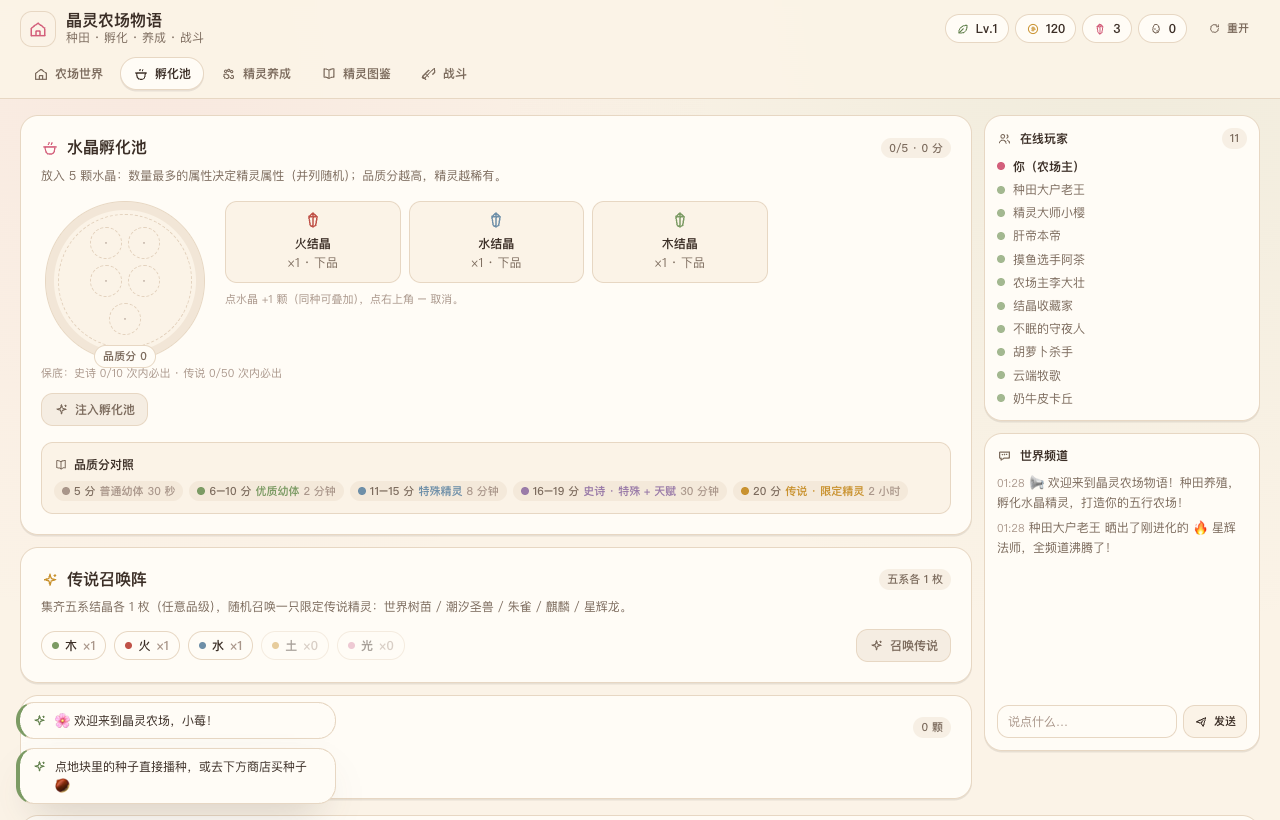 晶灵农场物语
种田 · 孵化 · 养成 · 战斗
Lv.1
120
3
0
重开
农场世界
孵化池
精灵养成
精灵图鉴
战斗
水晶孵化池
0/5 · 0 分
放入 5 颗水晶：数量最多的属性决定精灵属性（并列随机）；品质分越高，精灵越稀有。
火结晶
×1 · 下品
水结晶
×1 · 下品
木结晶
×1 · 下品
点水晶 +1 颗（同种可叠加），点右上角 − 取消。
品质分 0
保底：史诗 0/10 次内必出 · 传说 0/50 次内必出
注入孵化池
品质分对照
5 分 普通幼体 30 秒
6–10 分 优质幼体 2 分钟
11–15 分 特殊精灵 8 分钟
16–19 分 史诗 · 特殊 + 天赋 30 分钟
20 分 传说 · 限定精灵 2 小时
传说召唤阵
五系各 1 枚
集齐五系结晶各 1 枚（任意品级），随机召唤一只限定传说精灵：世界树苗 / 潮汐圣兽 / 朱雀 / 麒麟 / 星辉龙。
木 ×1
火 ×1
水 ×1
土 ×0
光 ×0
召唤传说
0 颗
🌸 欢迎来到晶灵农场，小莓！
点地块里的种子直接播种，或去下方商店买种子
🌰
在线玩家
11
你（农场主）
种田大户老王
精灵大师小樱
肝帝本帝
摸鱼选手阿茶
农场主李大壮
结晶收藏家
不眠的守夜人
胡萝卜杀手
云端牧歌
奶牛皮卡丘
世界频道
01:28 📢 欢迎来到晶灵农场物语！种田养殖，
孵化水晶精灵，打造你的五行农场！
01:28 种田大户老王 晒出了刚进化的 🔥 星辉
法师，全频道沸腾了！
说点什么…
发送